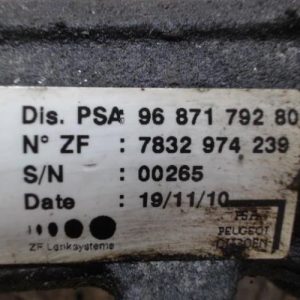 Dis. PSA: 96 871 792 80
N° ZF : 7832 974 239
S/N : 00265
Date : 19/11/10
ZF Lenksysteme
PSA
PEUGEOT
CITROEN